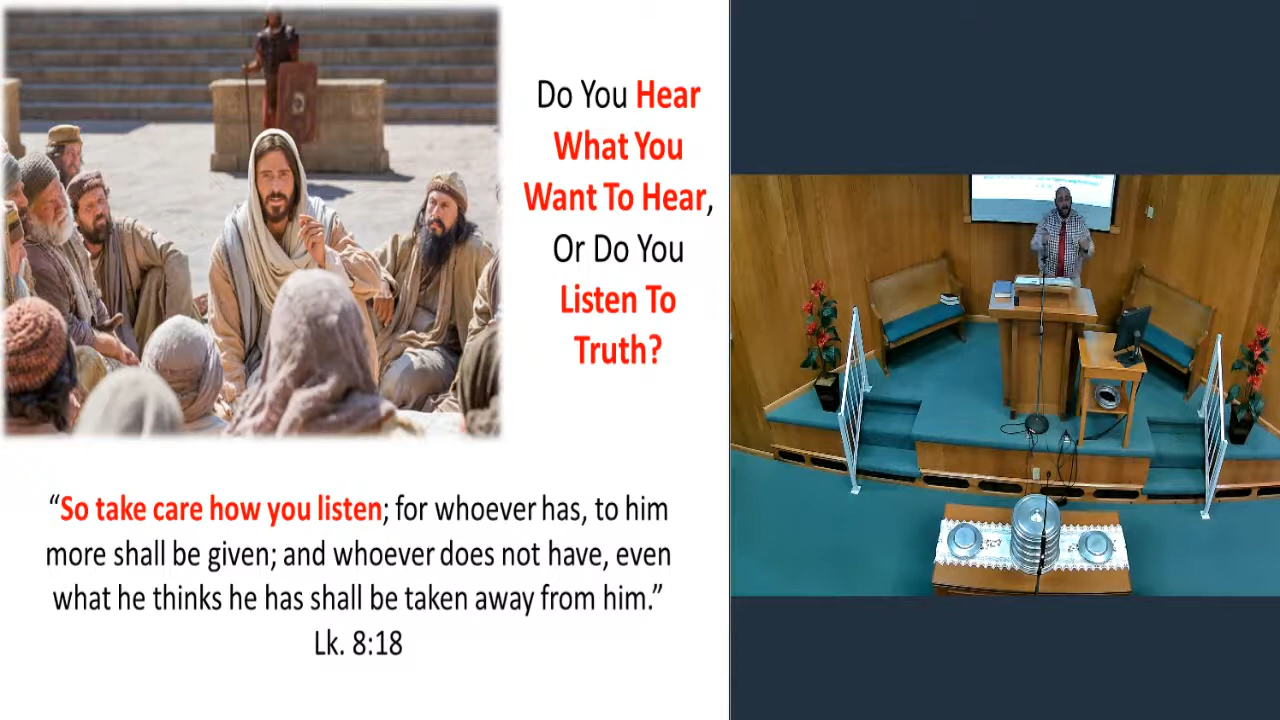 Do You Hear
What You
Want To Hear,
Or Do You
Listen To
Truth?
“So take care how you listen; for whoever has, to him
more shall be given; and whoever does not have, even
what he thinks he has shall be taken away from him.”
Lk. 8:18